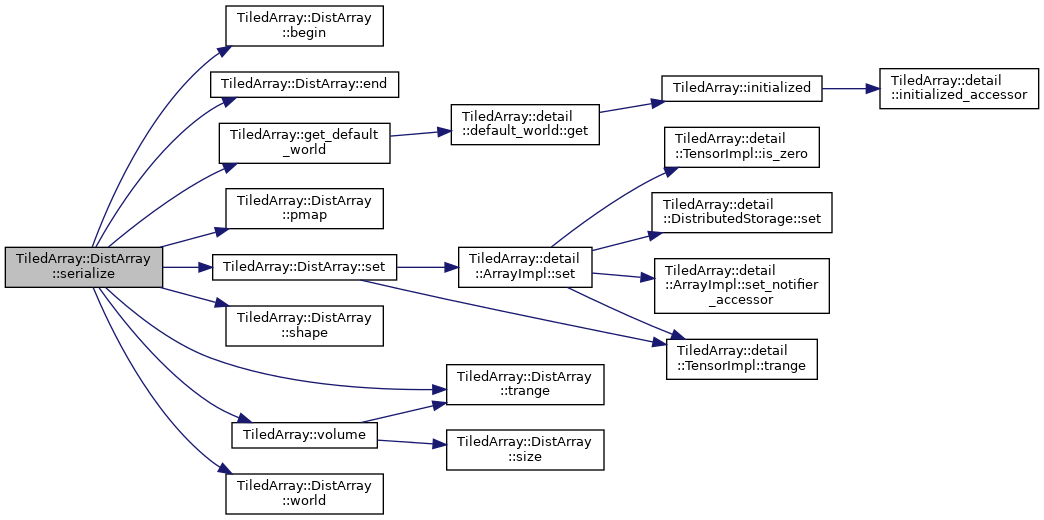 TiledArray::DistArray
::serialize
TiledArray::DistArray
::begin
TiledArray::DistArray::end
TiledArray::get_default
_world
TiledArray::DistArray
::pmap
TiledArray::DistArray::set
TiledArray::DistArray
::shape
TiledArray::volume
TiledArray::DistArray
::world
TiledArray::detail
::default_world::get
TiledArray::detail
::ArrayImpl::set
TiledArray::DistArray
::trange
TiledArray::DistArray
::size
TiledArray::initialized
TiledArray::detail
::TensorImpl::is_zero
TiledArray::detail
::DistributedStorage::set
TiledArray::detail
::ArrayImpl::set_notifier
_accessor
TiledArray::detail
::TensorImpl::trange
TiledArray::detail
::initialized_accessor